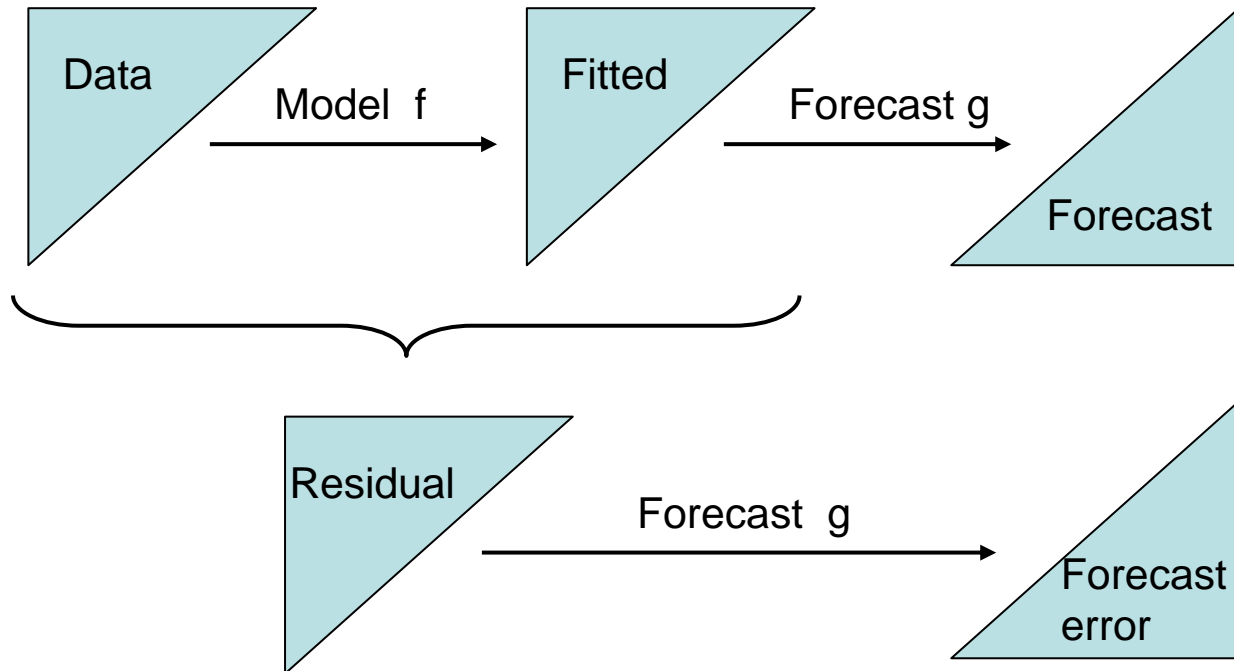 Data
Model f
Fitted
Forecast g
Forecast
Residual
Forecast g
Forecast
error